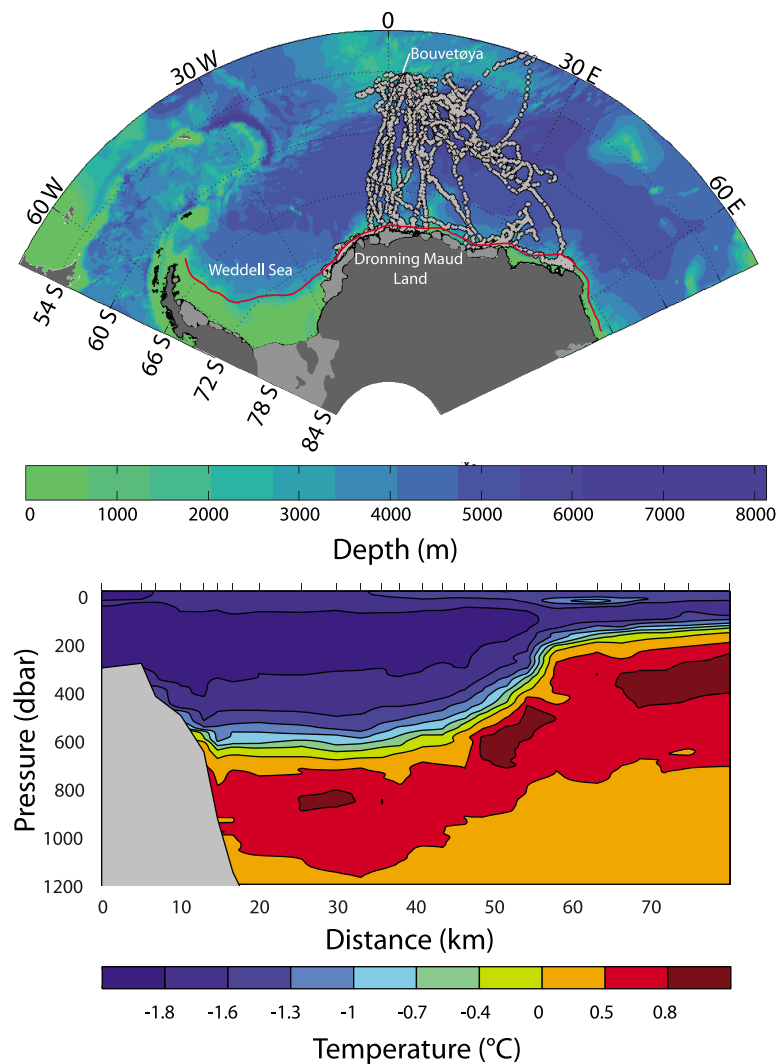 0
Bouvetøya
30 W
30 E
60 W
60 E
Weddell Sea
Dronning Maud
Land
54 S
60 S
66 S
72 S
78 S
84 S
0 1000 2000 3000 4000 5000 6000 7000 8000
Depth (m)
0
200
400
600
800
1000
1200
Pressure (dbar)
0 10 20 30 40 50 60 70
Distance (km)
-1.8 -1.6 -1.3 -1 -0.7 -0.4 0 0.5 0.8
Temperature (°C)